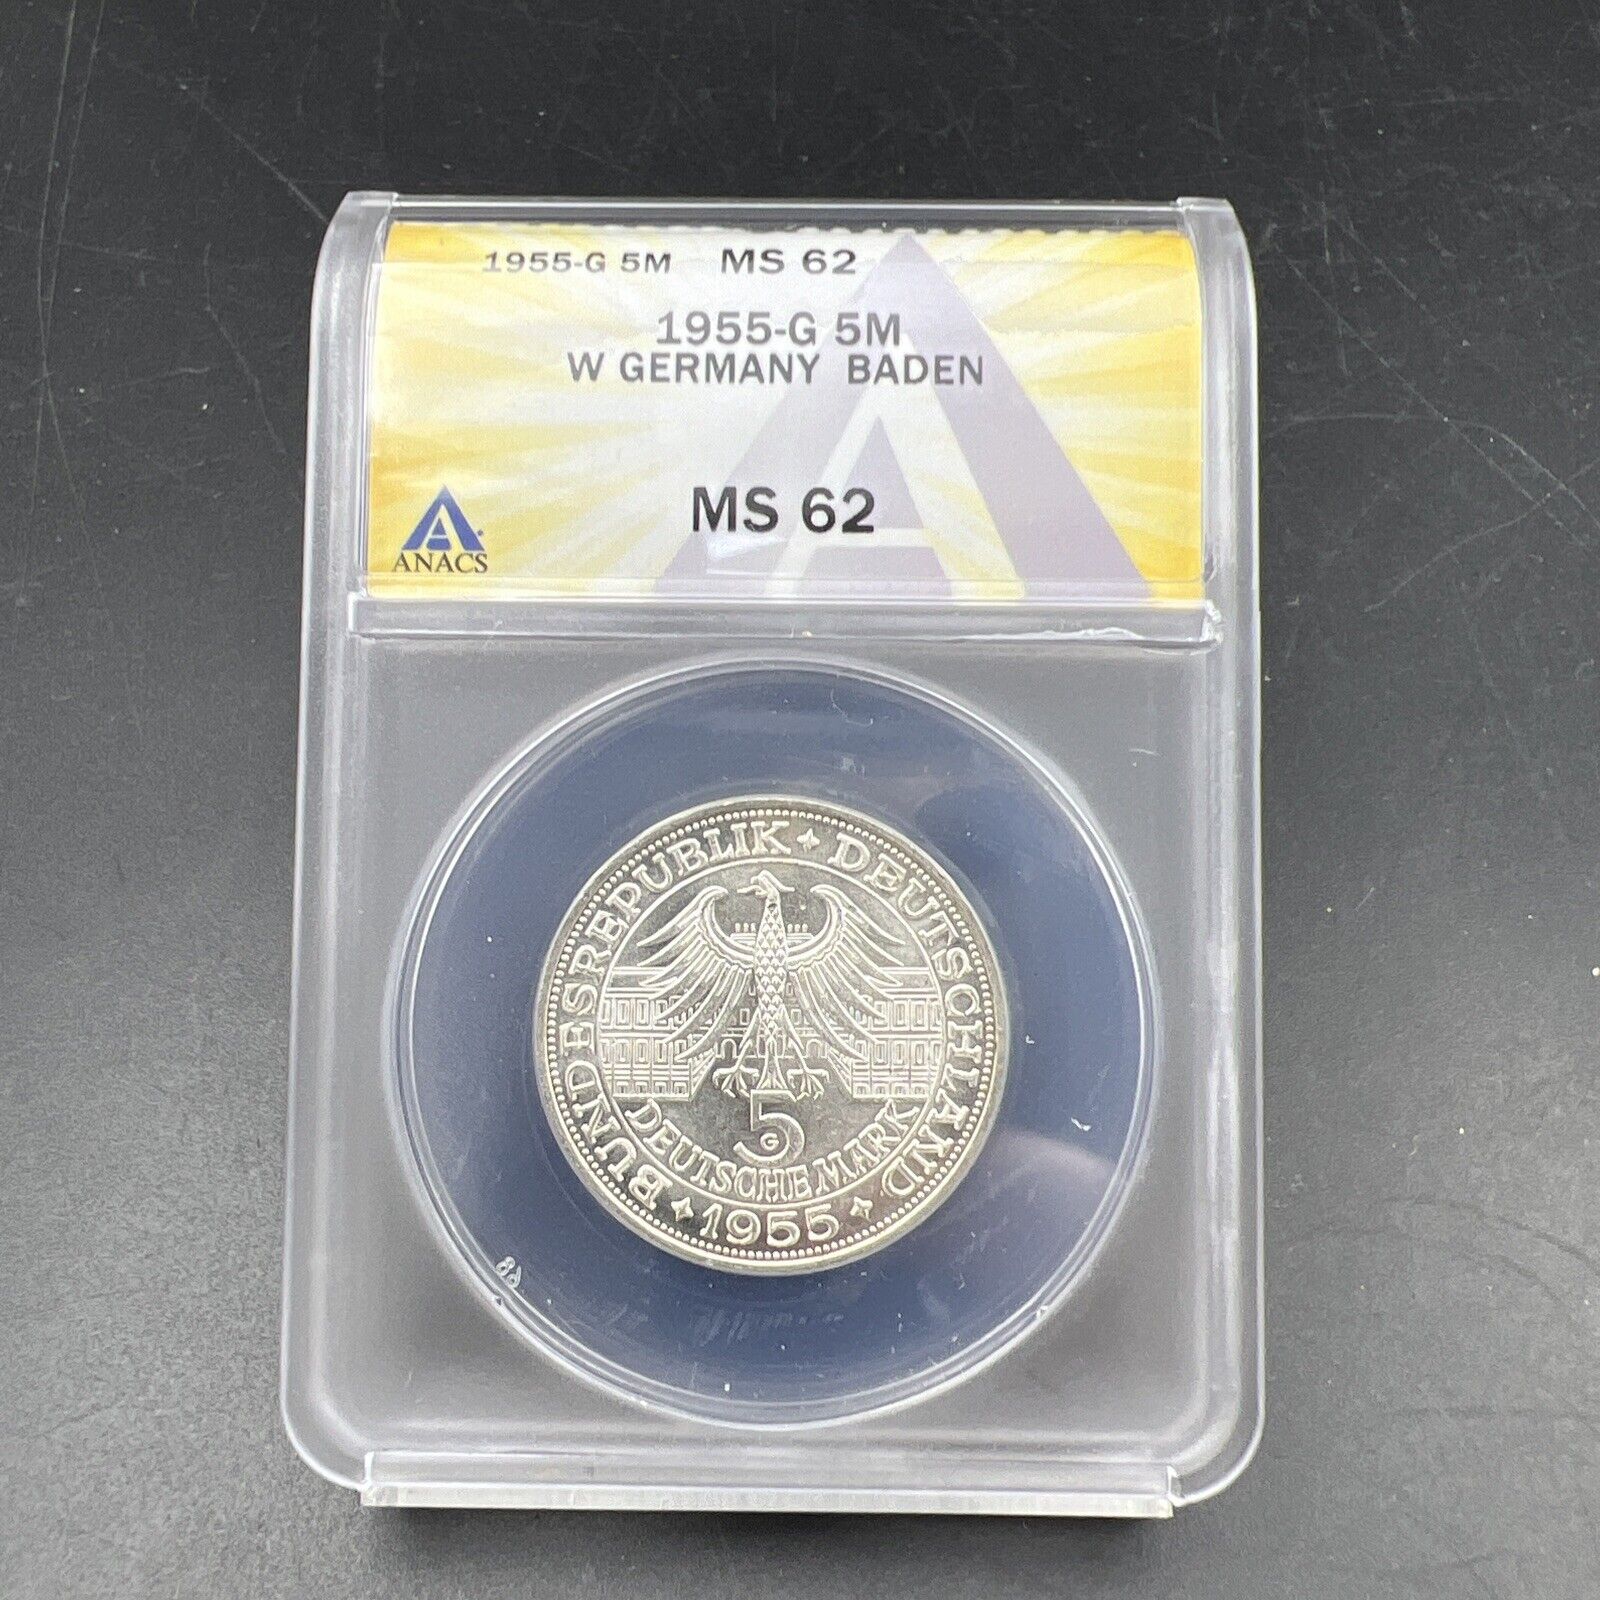 1955-G 5M MS 62
1955-G 5M
W GERMANY BADEN
MS 62
ANACS
BUNDESREPUBLIK DEUTSCHLAND
5
G
DEUTSCHE MARK
1955